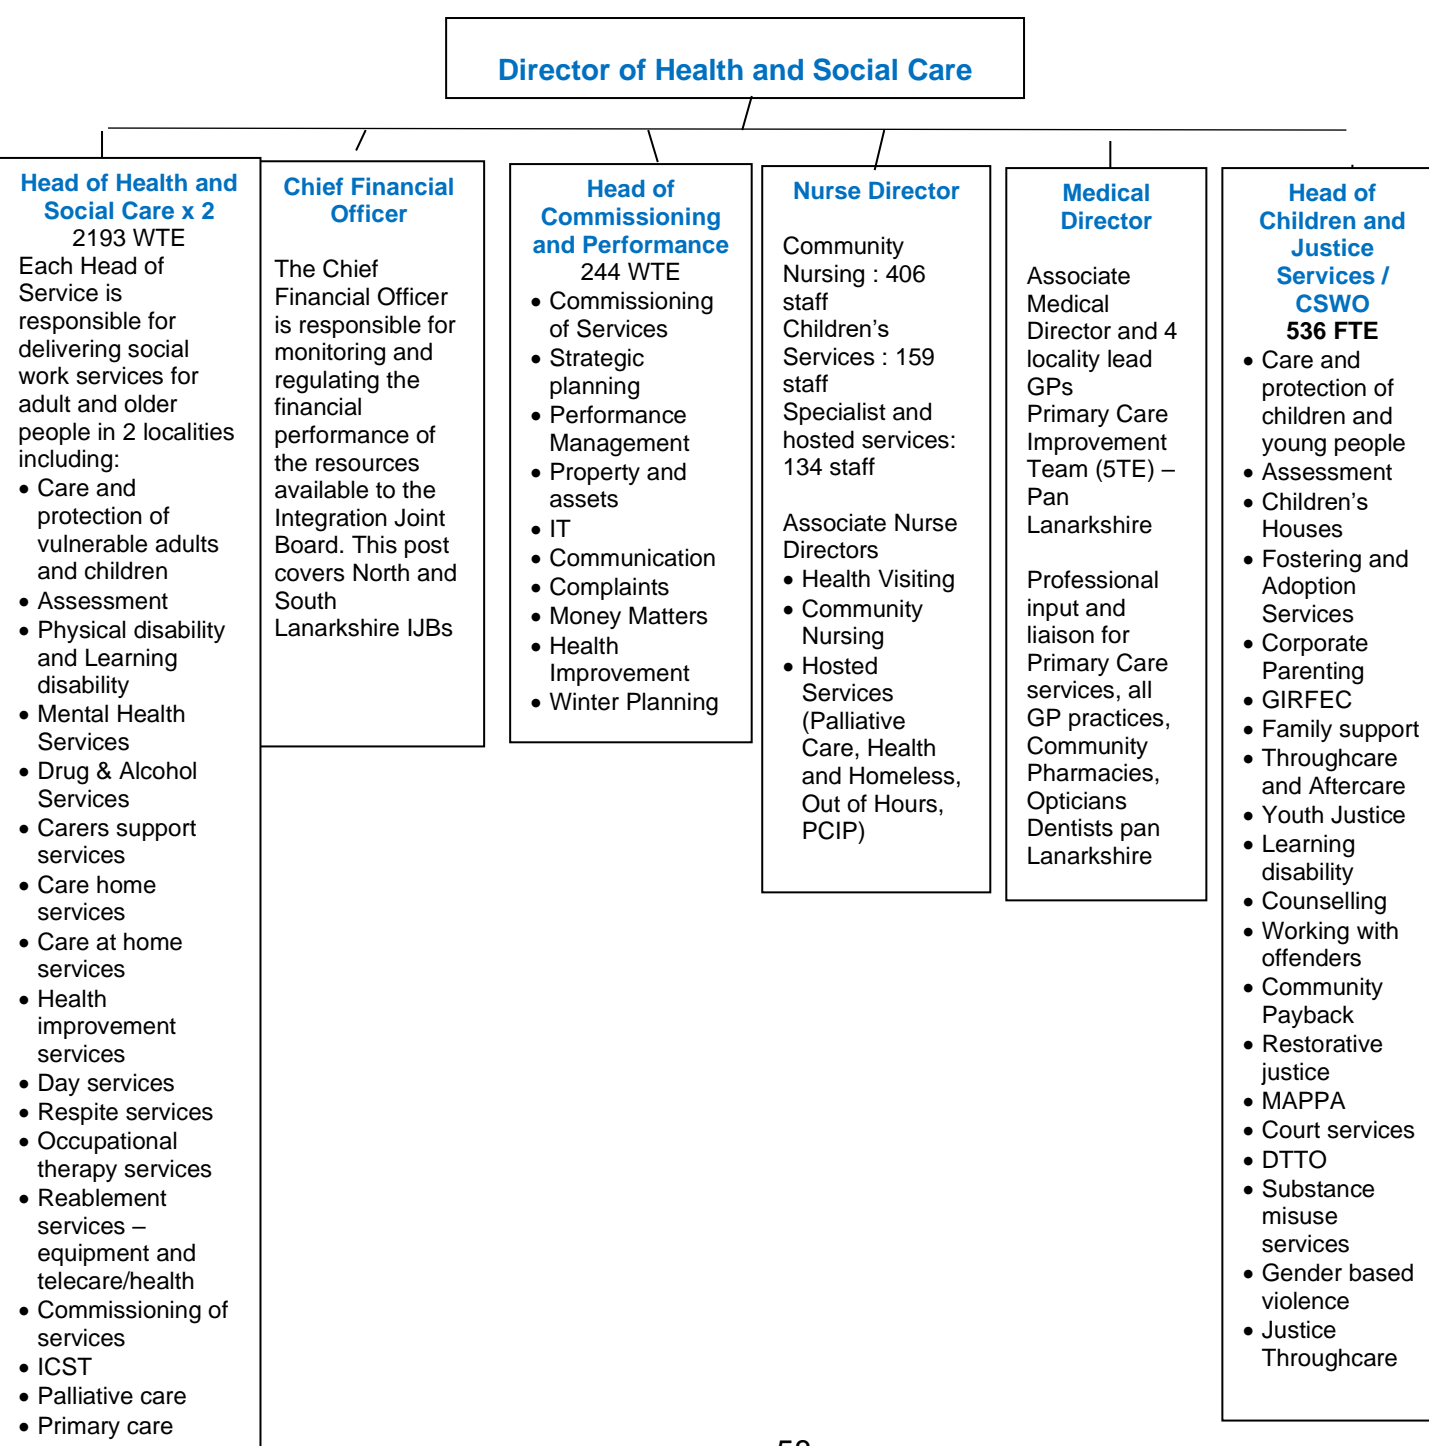 Director of Health and Social Care
Head of Health and
Social Care x 2
2193 WTE
Each Head of
Service is
responsible for
delivering social
work services for
adult and older
people in 2 localities
including:
• Care and
protection of
vulnerable adults
and children
• Assessment
• Physical disability
and Learning
disability
• Mental Health
Services
• Drug & Alcohol
Services
• Carers support
services
• Care home
services
• Care at home
services
• Health
improvement
services
• Day services
• Respite services
• Occupational
therapy services
• Reablement
services –
equipment and
telecare/health
• Commissioning of
services
• ICST
• Palliative care
• Primary care
Chief Financial
Officer
The Chief
Financial Officer
is responsible for
monitoring and
regulating the
financial
performance of
the resources
available to the
Integration Joint
Board. This post
covers North and
South
Lanarkshire IJBs
Head of
Commissioning
and Performance
244 WTE
• Commissioning
of Services
• Strategic
planning
• Performance
Management
• Property and
assets
• IT
• Communication
• Complaints
• Money Matters
• Health
Improvement
• Winter Planning
Nurse Director
Community
Nursing : 406
staff
Children's
Services : 159
staff
Specialist and
hosted services:
134 staff
Associate Nurse
Directors
• Health Visiting
• Community
Nursing
• Hosted
Services
(Palliative
Care, Health
and Homeless,
Out of Hours,
PCIP)
Medical
Director
Associate
Medical
Director and 4
locality lead
GPs
Primary Care
Improvement
Team (5TE) –
Pan
Lanarkshire
Professional
input and
liaison for
Primary Care
services, all
GP practices,
Community
Pharmacies,
Opticians
Dentists pan
Lanarkshire
Head of
Children and
Justice
Services /
CSWO
536 FTE
• Care and
protection of
children and
young people
• Assessment
• Children's
Houses
• Fostering and
Adoption
Services
• Corporate
Parenting
• GIRFEC
• Family support
• Throughcare
and Aftercare
• Youth Justice
• Learning
disability
• Counselling
• Working with
offenders
• Community
Payback
• Restorative
justice
• MAPPA
• Court services
• DTTO
• Substance
misuse
services
• Gender based
violence
• Justice
Throughcare